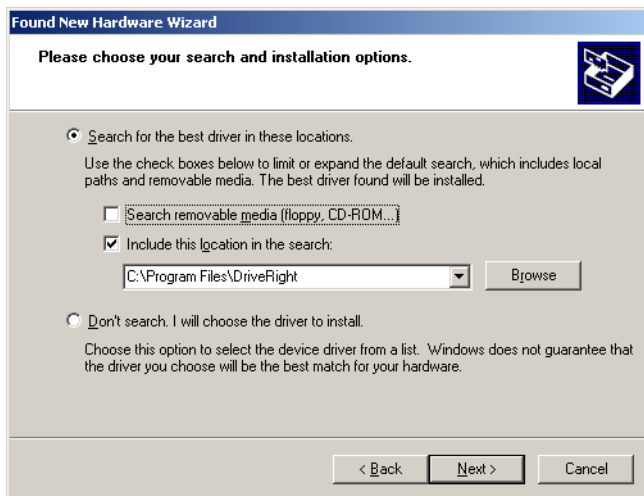 Found New Hardware Wizard
Please choose your search and installation options.
Search for the best driver in these locations.
Use the check boxes below to limit or expand the default search, which includes local
paths and removable media. The best driver found will be installed.
Search removable media (floppy, CD-ROM...)
Include this location in the search:
C:\Program Files\DriveRight
Browse
Don't search. I will choose the driver to install.
Choose this option to select the device driver from a list. Windows does not guarantee that
the driver you choose will be the best match for your hardware.
< Back Next > Cancel